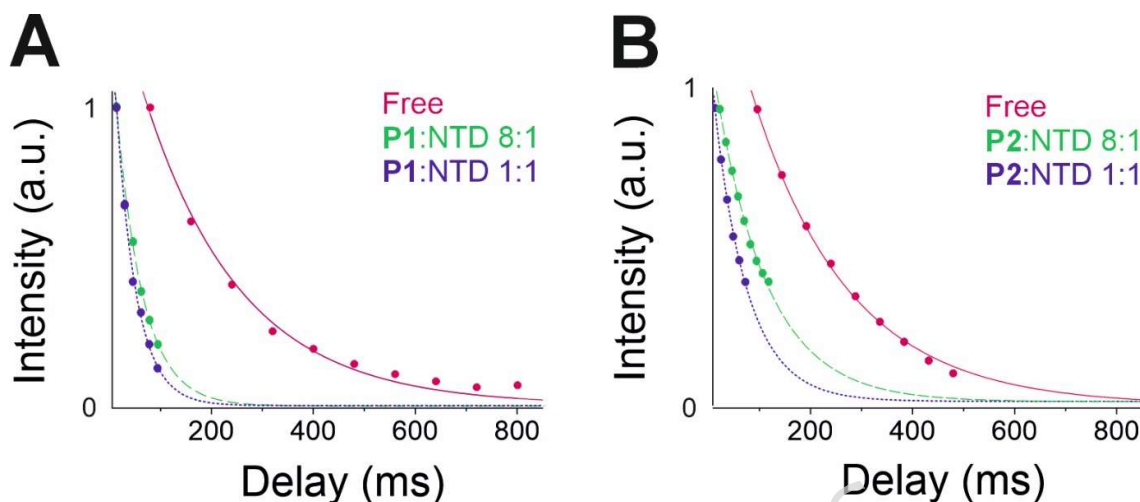 A
B
1
Free
P1:NTD 8:1
P1:NTD 1:1
Intensity (a.u.)
0
200
400
600
800
Delay (ms)
1
Free
P2:NTD 8:1
P2:NTD 1:1
Intensity (a.u.)
0
200
400
600
800
Delay (ms)